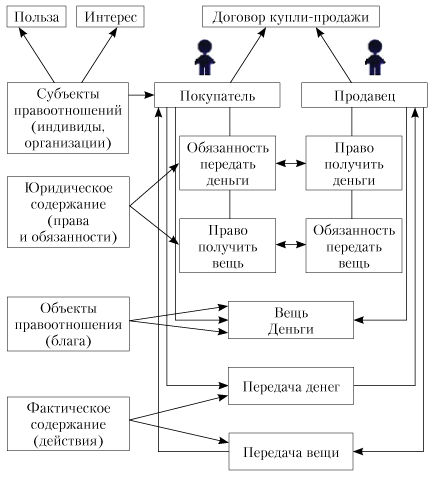 Польза
Интерес
Договор купли-продажи
Субъекты
правоотношений
(индивиды,
организации)
Покупатель
Продавец
Юридическое
содержание
(права
и обязанности)
Обязанность
передать
деньги
Право
получить
деньги
Право
получить
вещь
Обязанность
передать
вещь
Объекты
правоотношения
(блага)
Вещь
Деньги
Фактическое
содержание
(действия)
Передача денег
Передача вещи